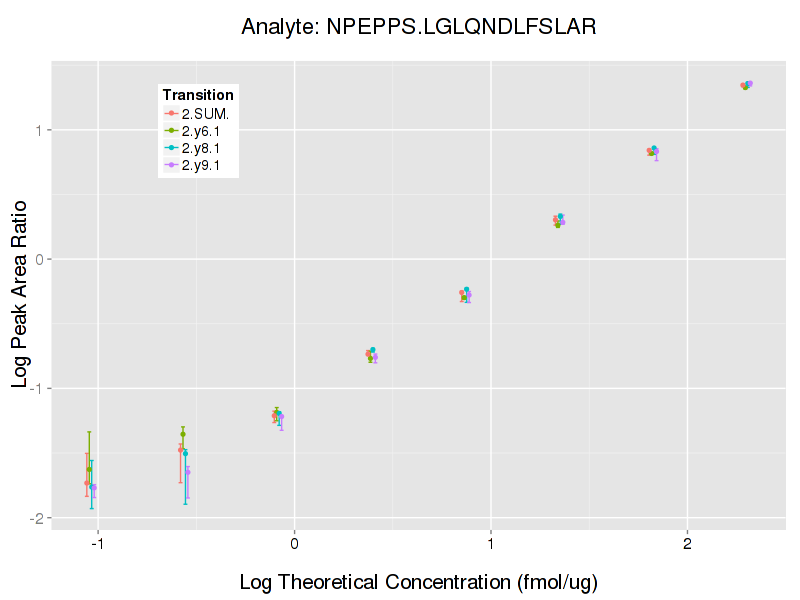 Analyte: NPEPPS.LGLQNDLFSLAR
Transition
2.SUM.
2.y6.1
2.y8.1
2.y9.1
Log Peak Area Ratio
1
0
-1
-2
-1
0
1
2
Log Theoretical Concentration (fmol/ug)